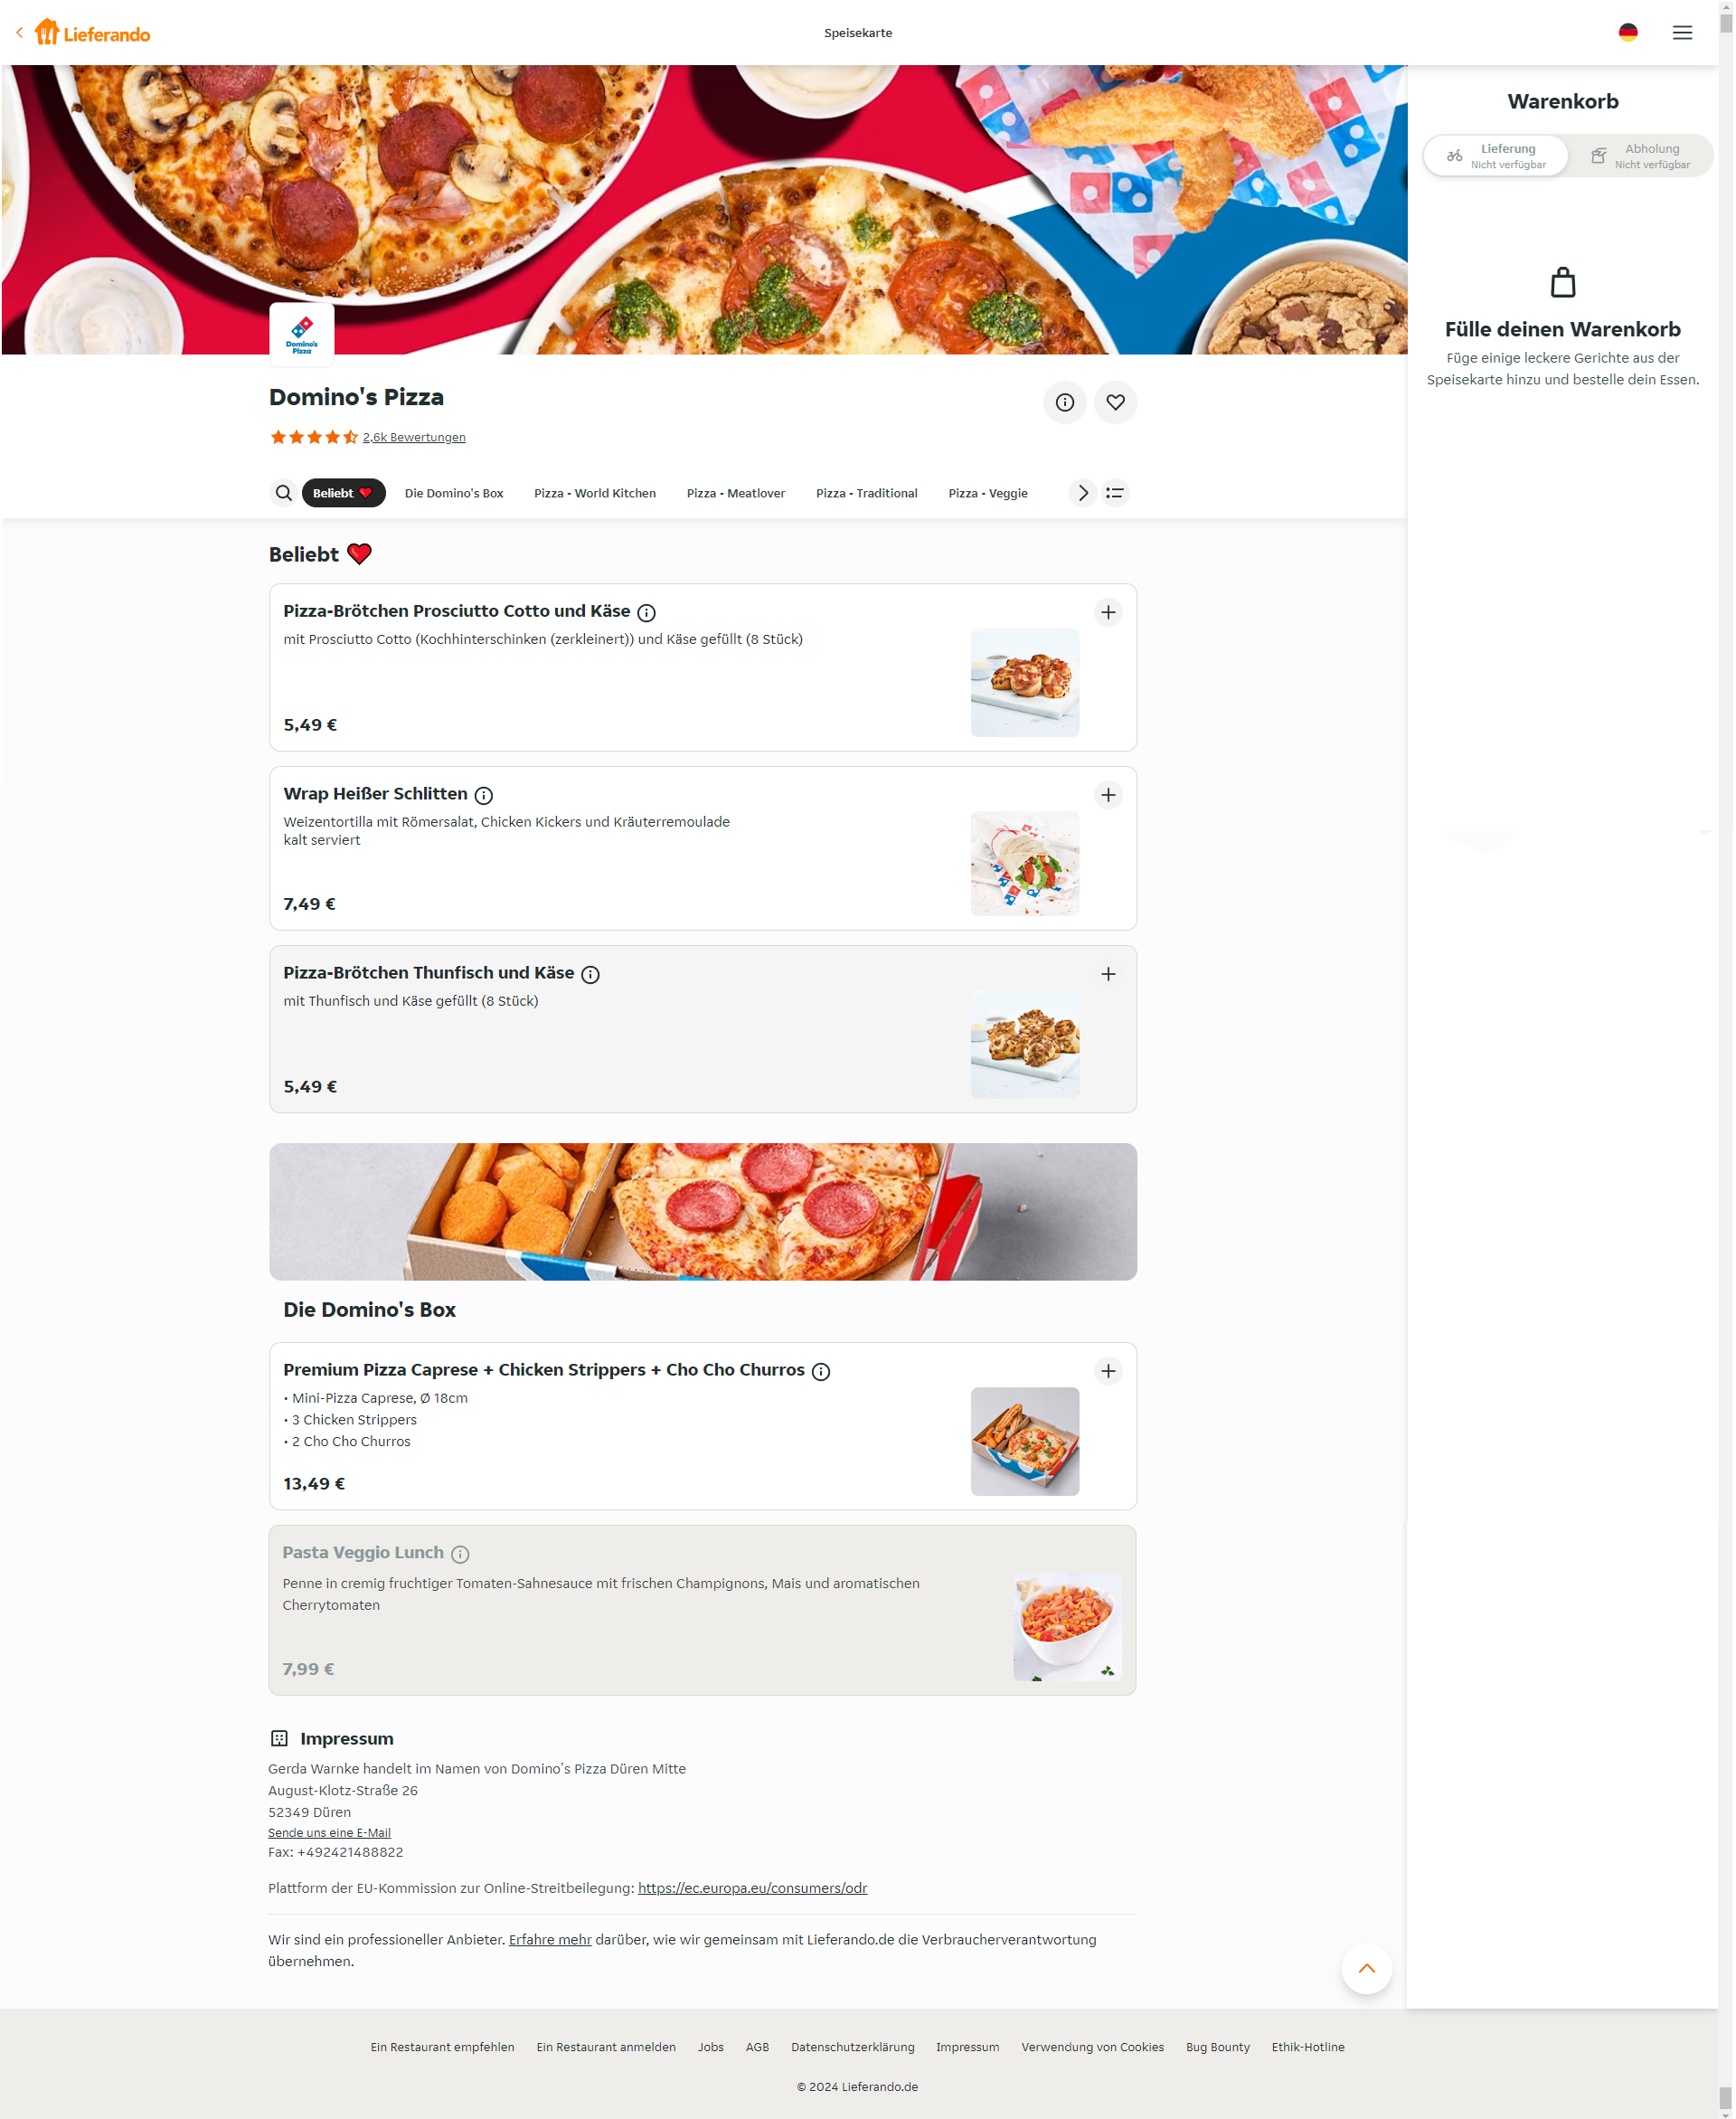 Lieferando
Speisekarte
Warenkorb
Lieferung
Nicht verfügbar
Abholung
Nicht verfügbar
Fülle deinen Warenkorb
Füge einige leckere Gerichte aus der
Speisekarte hinzu und bestelle dein Essen.
Domino's
Pizza
Domino's Pizza
2,6k Bewertungen
Beliebt Die Domino's Box Pizza - World Kitchen Pizza - Meatlover Pizza - Traditional Pizza - Veggie
Beliebt
Pizza-Brötchen Prosciutto Cotto und Käse
mit Prosciutto Cotto (Kochhinterschinken (zerkleinert)) und Käse gefüllt (8 Stück)
5,49 €
Wrap Heißer Schlitten
Weizentortilla mit Römersalat, Chicken Kickers und Kräuterremoulade
kalt serviert
7,49 €
Pizza-Brötchen Thunfisch und Käse
mit Thunfisch und Käse gefüllt (8 Stück)
5,49 €
Die Domino's Box
Premium Pizza Caprese + Chicken Strippers + Cho Cho Churros
• Mini-Pizza Caprese, Ø 18cm
• 3 Chicken Strippers
• 2 Cho Cho Churros
13,49 €
Pasta Veggio Lunch
Penne in cremig fruchtiger Tomaten-Sahnesauce mit frischen Champignons, Mais und aromatischen
Cherrytomaten
7,99 €
Impressum
Gerda Warnke handelt im Namen von Domino's Pizza Düren Mitte
August-Klotz-Straße 26
52349 Düren
Sende uns eine E-Mail
Fax: +492421488822
Plattform der EU-Kommission zur Online-Streitbeilegung: https://ec.europa.eu/consumers/odr
Wir sind ein professioneller Anbieter. Erfahre mehr darüber, wie wir gemeinsam mit Lieferando.de die Verbraucherverantwortung
übernehmen.
Ein Restaurant empfehlen Ein Restaurant anmelden Jobs AGB Datenschutzerklärung Impressum Verwendung von Cookies Bug Bounty Ethik-Hotline
© 2024 Lieferando.de